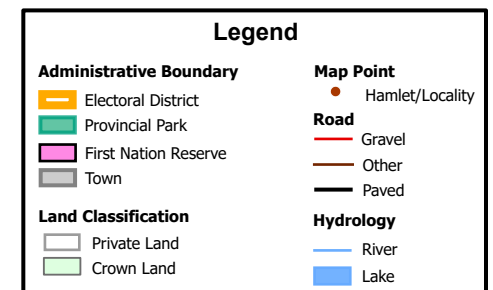 Legend
Administrative Boundary
Electoral District
Provincial Park
First Nation Reserve
Town
Land Classification
Private Land
Crown Land
Map Point
Hamlet/Locality
Road
Gravel
Other
Paved
Hydrology
River
Lake